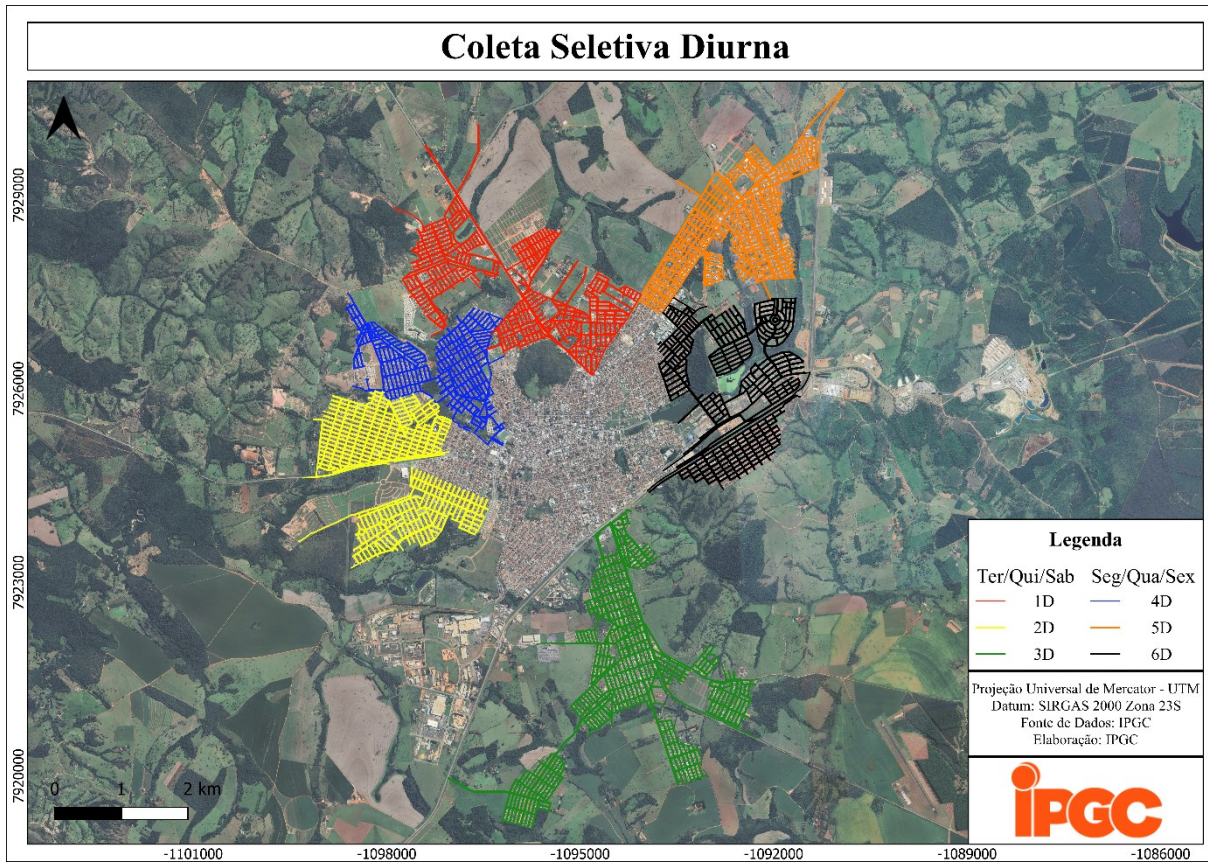 Coleta Seletiva Diurna
7929000
7926000
7923000
7920000
0 1 2 km
-1101000 -1098000 -1095000 -1092000 -1089000 -1086000
Legenda
Ter/Qui/Sab Seg/Qua/Sex
1D 4D
2D 5D
3D 6D
Projeção Universal de Mercator - UTM
Datum: SIRGAS 2000 Zona 23S
Fonte de Dados: IPGC
Elaboração: IPGC
iPGC